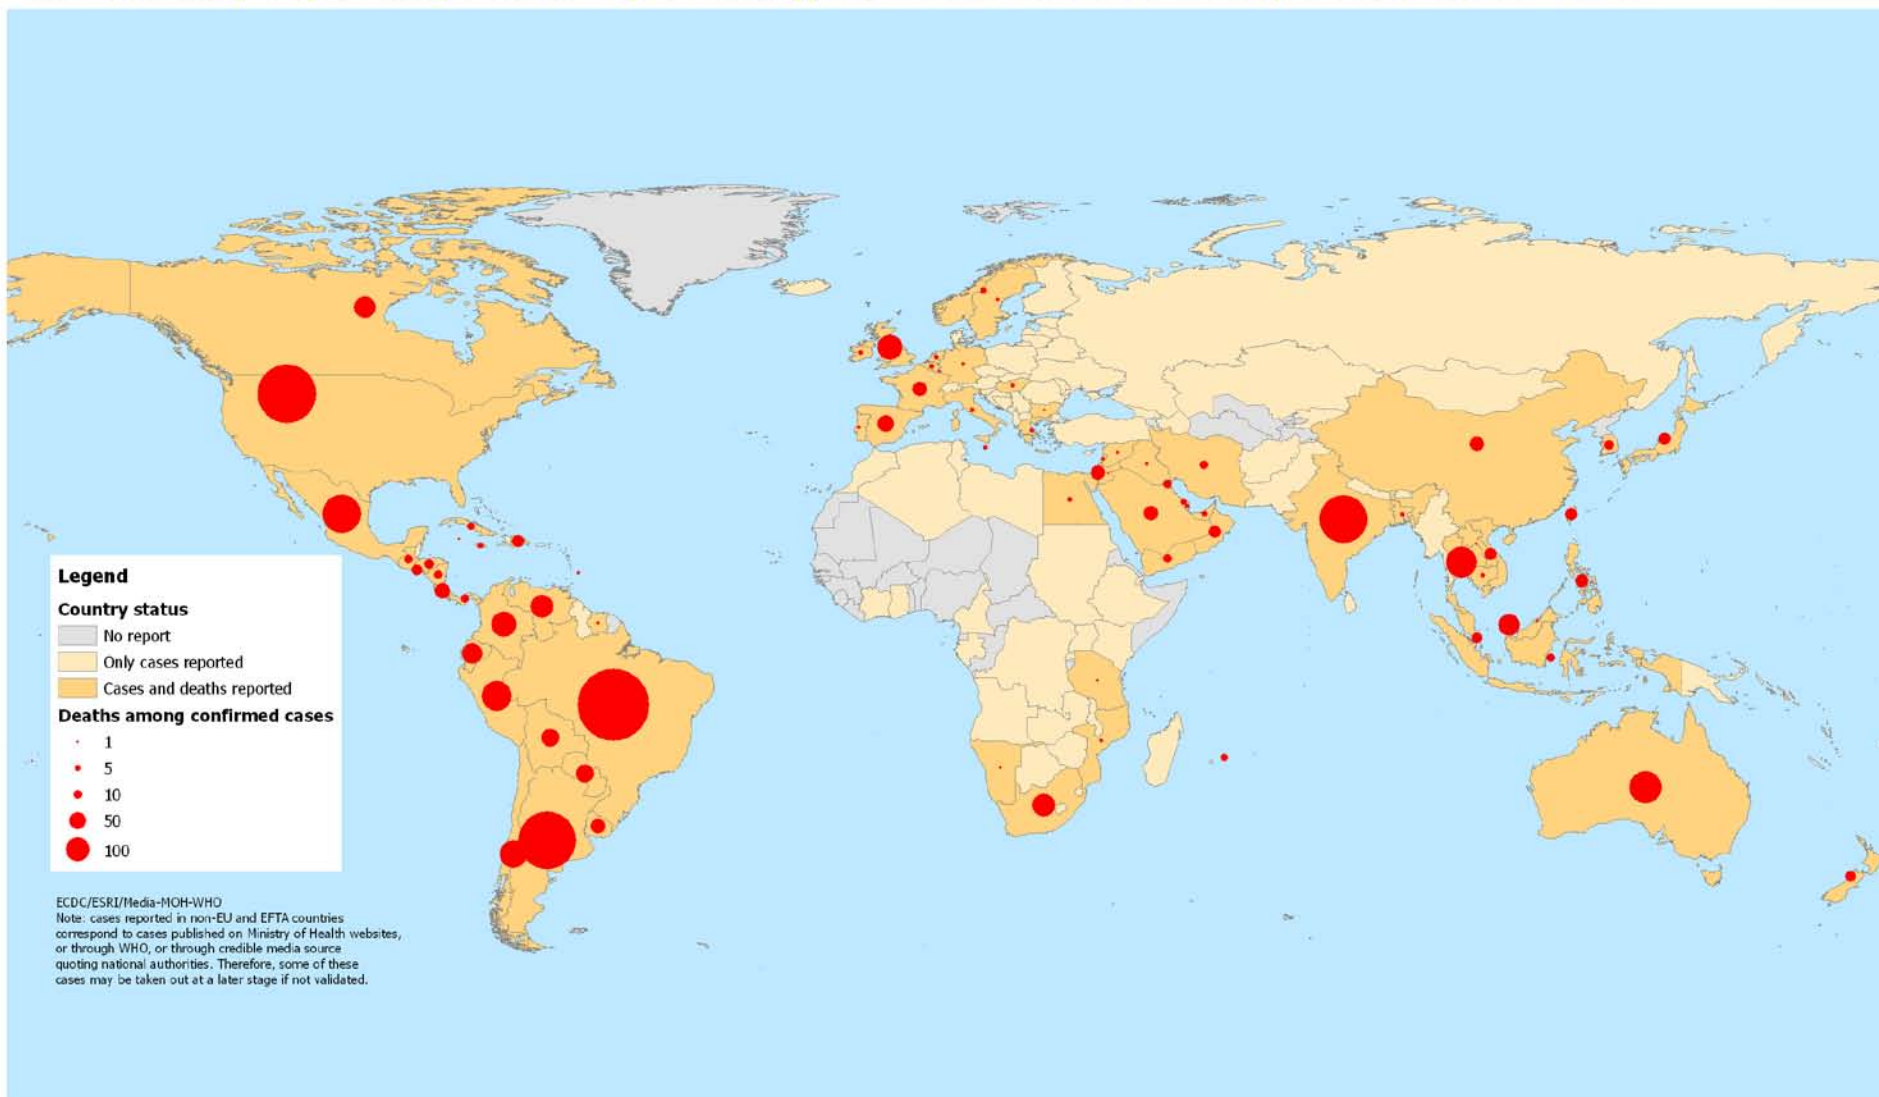 Legend
Country status
No report
Only cases reported
Cases and deaths reported
Deaths among confirmed cases
1
5
10
50
100
ECDC/ESRI/Media-MOH-WHO
Note: cases reported in non-EU and EFTA countries
correspond to cases published on Ministry of Health websites,
or through WHO, or through credible media source
quoting national authorities. Therefore, some of these
cases may be taken out at a later stage if not validated.